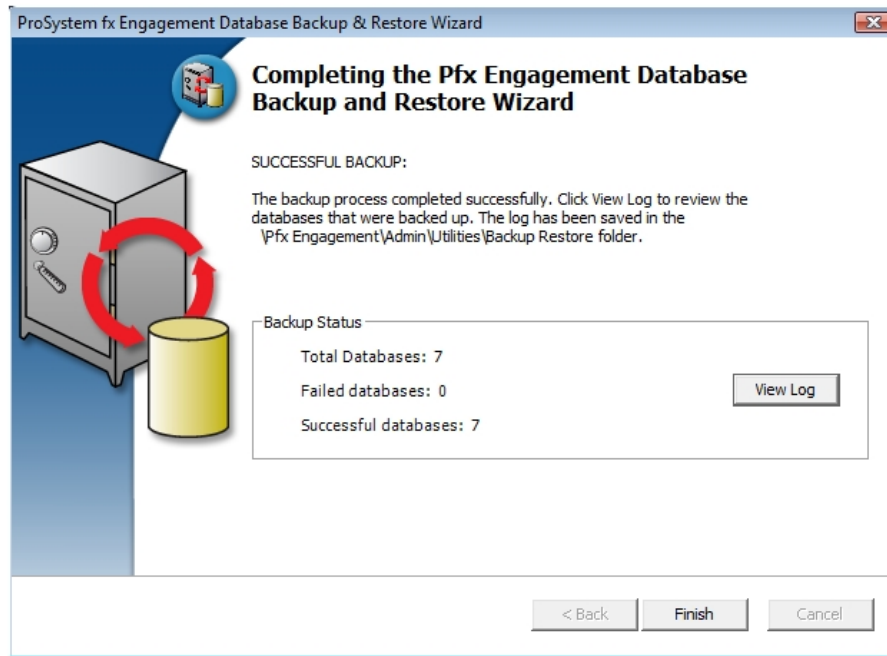 ProSystem fx Engagement Database Backup & Restore Wizard
Completing the Pfx Engagement Database
Backup and Restore Wizard
SUCCESSFUL BACKUP:
The backup process completed successfully. Click View Log to review the
databases that were backed up. The log has been saved in the
\Pfx Engagement\Admin\Utilities\Backup Restore folder.
Backup Status
Total Databases: 7
Failed databases: 0
View Log
Successful databases: 7
< Back
Finish
Cancel